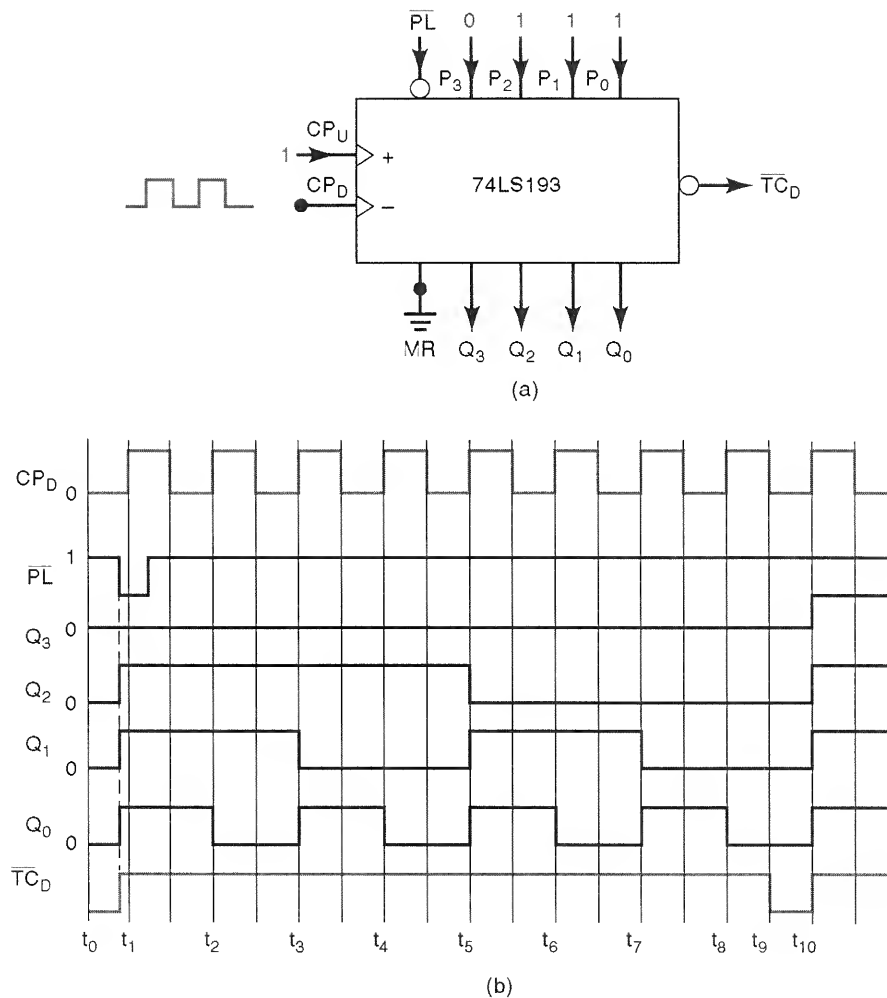 PL 0 1 1 1
P3 P2 P1 P0
CPU
1 +
CPD
−
74LS193
TCD
MR Q3 Q2 Q1 Q0
(a)
CPD 0
1
PL
Q3 0
Q2 0
Q1 0
Q0 0
TCD
t0 t1 t2 t3 t4 t5 t6 t7 t8 t9 t10
(b)